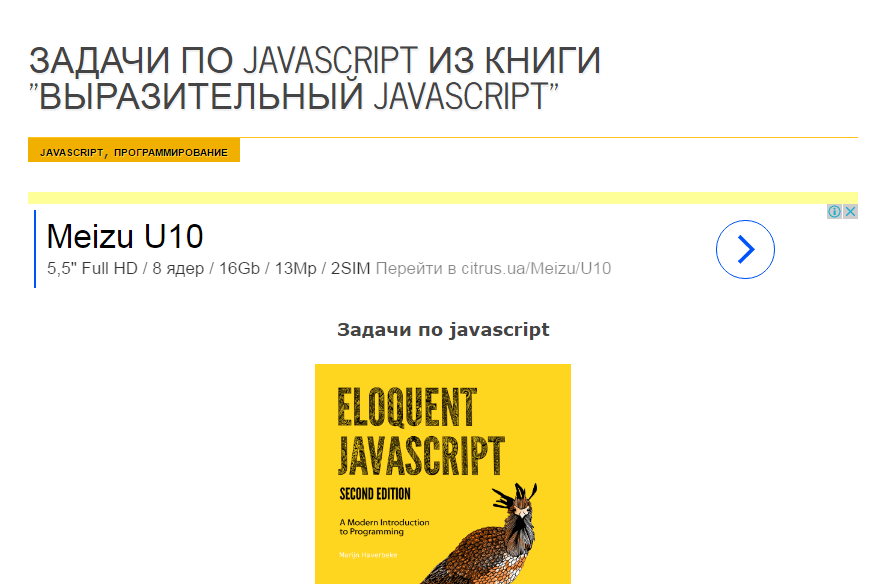 ЗАДАЧИ ПО JAVASCRIPT ИЗ КНИГИ
"ВЫРАЗИТЕЛЬНЫЙ JAVASCRIPT"
JAVASCRIPT, ПРОГРАММИРОВАНИЕ
Meizu U10
5,5" Full HD / 8 ядер / 16Gb / 13Mp / 2SIM Перейти в citrus.ua/Meizu/U10
Задачи по javascript
ELOQUENT
JAVASCRIPT
SECOND EDITION
A Modern Introduction
to Programming
Marijn Haverbeke